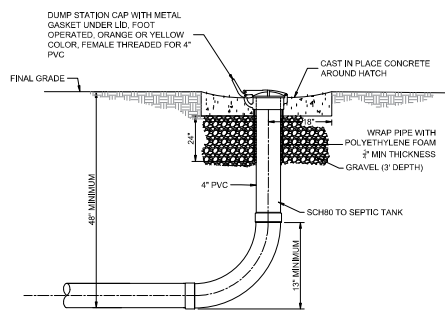 DUMP STATION CAP WITH METAL
GASKET UNDER LID, FOOT
OPERATED, ORANGE OR YELLOW
COLOR, FEMALE THREADED FOR 4"
PVC
CAST IN PLACE CONCRETE
AROUND HATCH
FINAL GRADE
18"
24"
WRAP PIPE WITH
POLYETHYLENE FOAM
MIN THICKNESS
GRAVEL (3' DEPTH)
4" PVC
48" MINIMUM
SCH80 TO SEPTIC TANK
13" MINIMUM